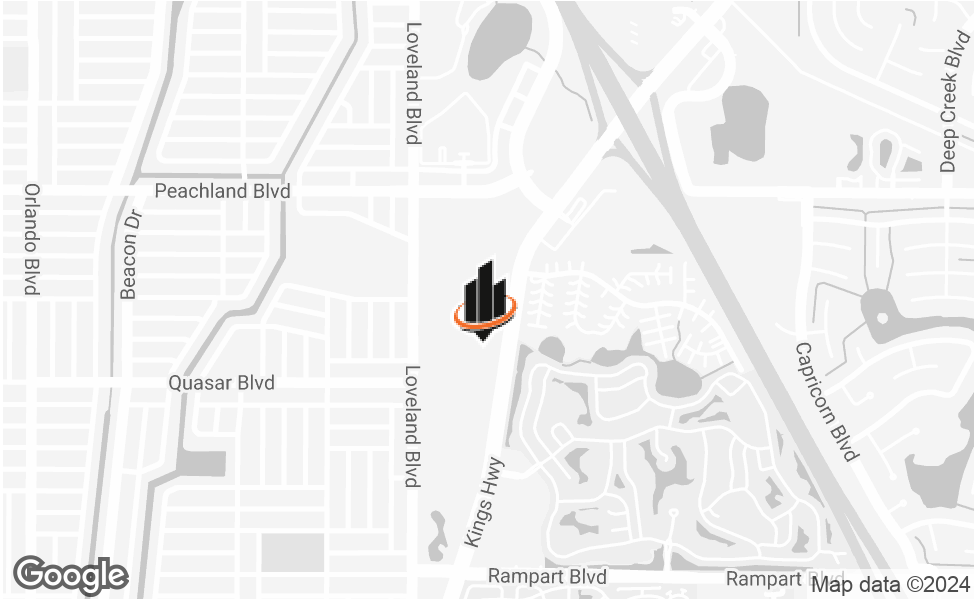 Loveland Blvd
Deep Creek Blvd
Peachland Blvd
Orlando Blvd
Beacon Dr
Quasar Blvd
Loveland Blvd
Capricorn Blvd
Kings Hwy
Rampart Blvd
Rampart Blvd
Google
Map data ©2024